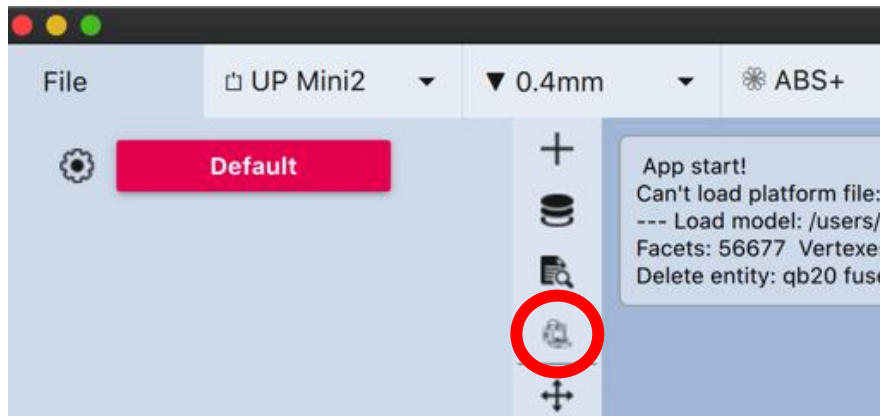 File
UP Mini2
0.4mm
ABS+
Default
App start!
Can't load platform file:
--- Load model: /users/
Facets: 56677 Vertexe
Delete entity: qb20 fuse